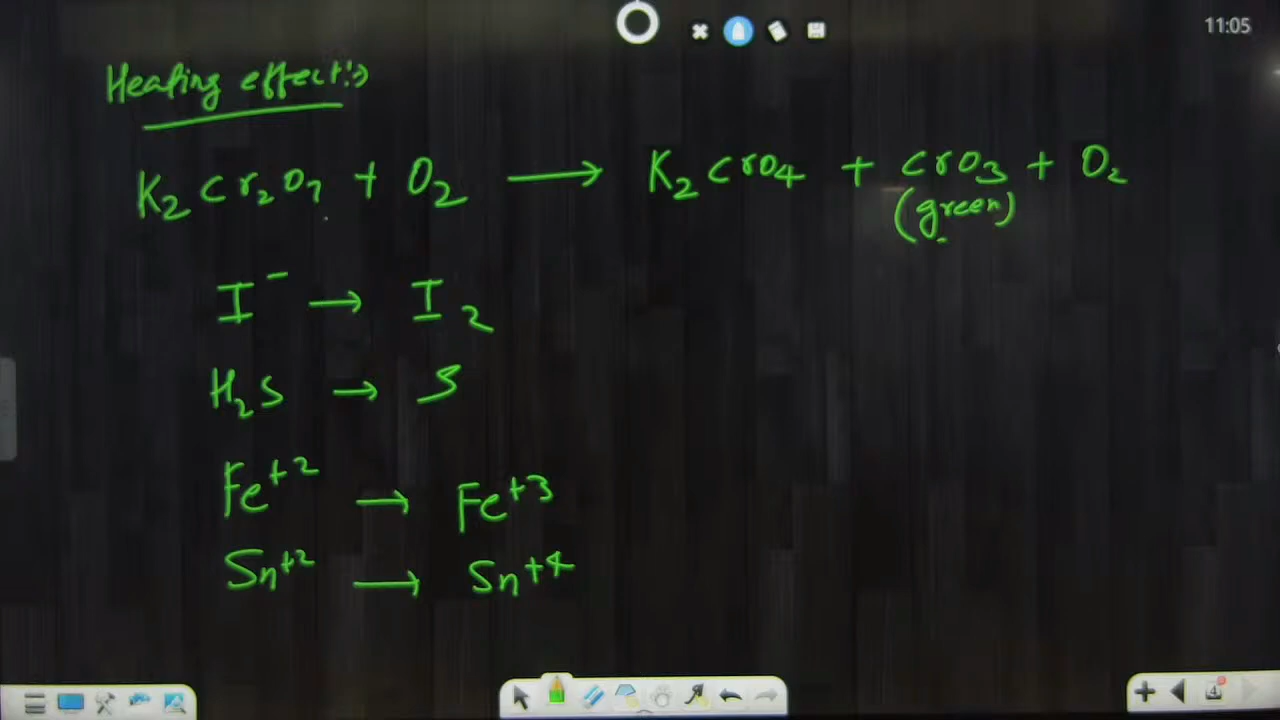 11:05
Heating effect:→
K₂Cr₂O₇ + O₂ → K₂CrO₄ + CrO₃ + O₂
(green)
I⁻ → I₂
H₂S → S
Fe⁺² → Fe⁺³
Sn⁺² → Sn⁺⁴
4